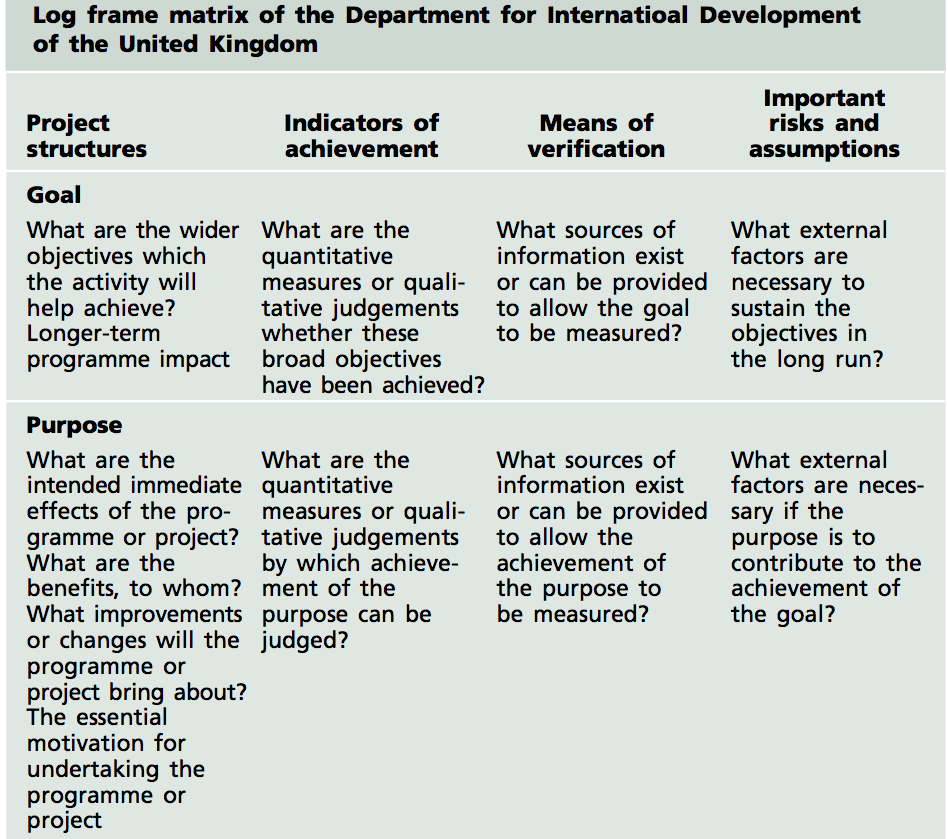 Log frame matrix of the Department for Internatioal Development
of the United Kingdom
Project
structures
Indicators of
achievement
Means of
verification
Important
risks and
assumptions
Goal
What are the wider
objectives which
the activity will
help achieve?
Longer-term
programme impact
What are the
quantitative
measures or quali-
tative judgements
whether these
broad objectives
have been achieved?
What sources of
information exist
or can be provided
to allow the goal
to be measured?
What external
factors are
necessary to
sustain the
objectives in
the long run?
Purpose
What are the
intended immediate
effects of the pro-
gramme or project?
What are the
benefits, to whom?
What improvements
or changes will the
programme or
project bring about?
The essential
motivation for
undertaking the
programme or
project
What are the
quantitative
measures or quali-
tative judgements
by which achieve-
ment of the
purpose can be
judged?
What sources of
information exist
or can be provided
to allow the
achievement of
the purpose to
be measured?
What external
factors are neces-
sary if the
purpose is to
contribute to the
achievement of
the goal?